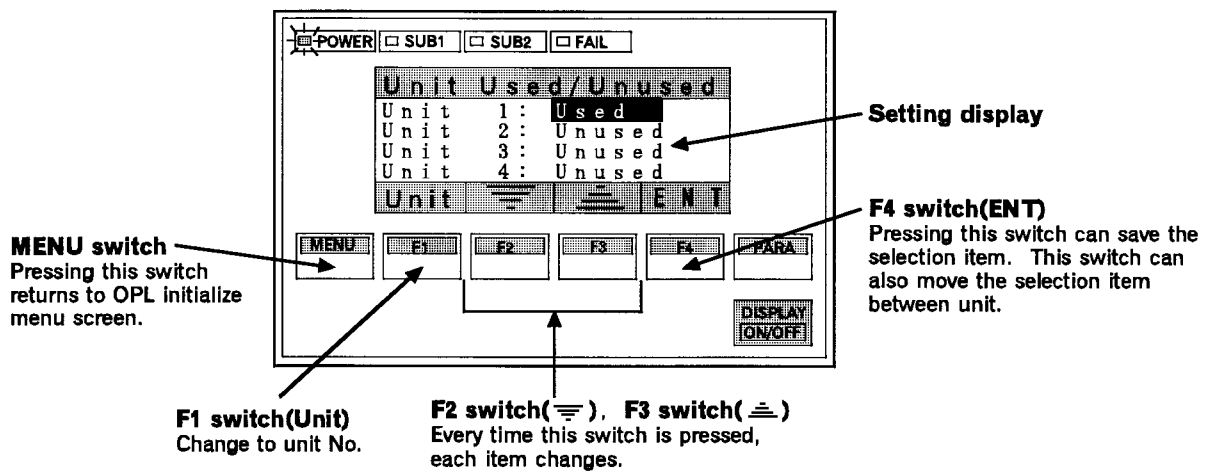 POWER SUB1 SUB2 FAIL
Unit Used/Unused
Unit 1: Used
Unit 2: Unused
Unit 3: Unused
Unit 4: Unused
Unit ENT
MENU F1 F2 F3 F4 PARA
DISPLAY
ON/OFF
Setting display
F4 switch(ENT)
Pressing this switch can save the
selection item. This switch can
also move the selection item
between unit.
MENU switch
Pressing this switch
returns to OPL initialize
menu screen.
F1 switch(Unit)
Change to unit No.
F2 switch( ), F3 switch( )
Every time this switch is pressed,
each item changes.